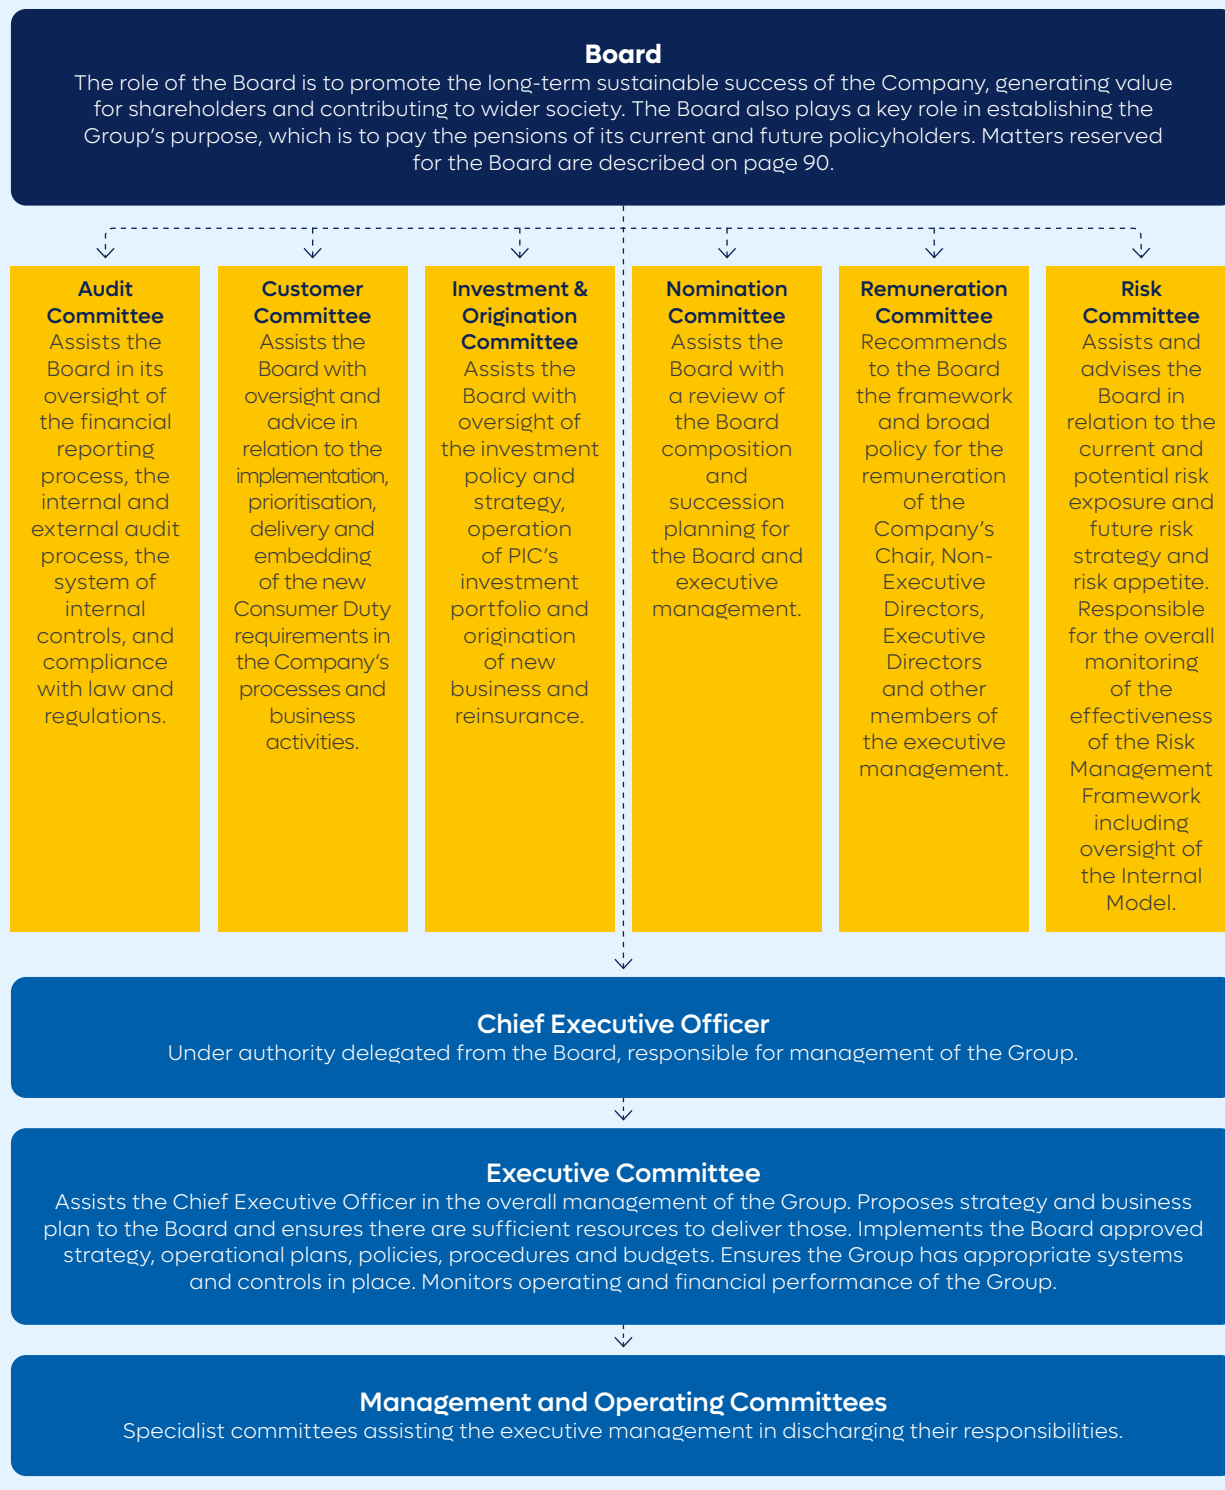 Board
The role of the Board is to promote the long-term sustainable success of the Company, generating value
for shareholders and contributing to wider society. The Board also plays a key role in establishing the
Group’s purpose, which is to pay the pensions of its current and future policyholders. Matters reserved
for the Board are described on page 90.
Audit
Committee
Assists the
Board in its
oversight of
the financial
reporting
process, the
internal and
external audit
process, the
system of
internal
controls, and
compliance
with law and
regulations.
Customer
Committee
Assists the
Board with
oversight and
advice in
relation to the
implementation,
prioritisation,
delivery and
embedding
of the new
Consumer Duty
requirements in
the Company’s
processes and
business
activities.
Investment &
Origination
Committee
Assists the
Board with
oversight of
the investment
policy and
strategy,
operation
of PIC’s
investment
portfolio and
origination
of new
business and
reinsurance.
Nomination
Committee
Assists the
Board with
a review of
the Board
composition
and
succession
planning for
the Board and
executive
management.
Remuneration
Committee
Recommends
to the Board
the framework
and broad
policy for the
remuneration
of the
Company’s
Chair, Non-
Executive
Directors,
Executive
Directors
and other
members of
the executive
management.
Risk
Committee
Assists and
advises the
Board in
relation to the
current and
potential risk
exposure and
future risk
strategy and
risk appetite.
Responsible
for the overall
monitoring
of the
effectiveness
of the Risk
Management
Framework
including
oversight of
the Internal
Model.
Chief Executive Officer
Under authority delegated from the Board, responsible for management of the Group.
Executive Committee
Assists the Chief Executive Officer in the overall management of the Group. Proposes strategy and business
plan to the Board and ensures there are sufficient resources to deliver those. Implements the Board approved
strategy, operational plans, policies, procedures and budgets. Ensures the Group has appropriate systems
and controls in place. Monitors operating and financial performance of the Group.
Management and Operating Committees
Specialist committees assisting the executive management in discharging their responsibilities.